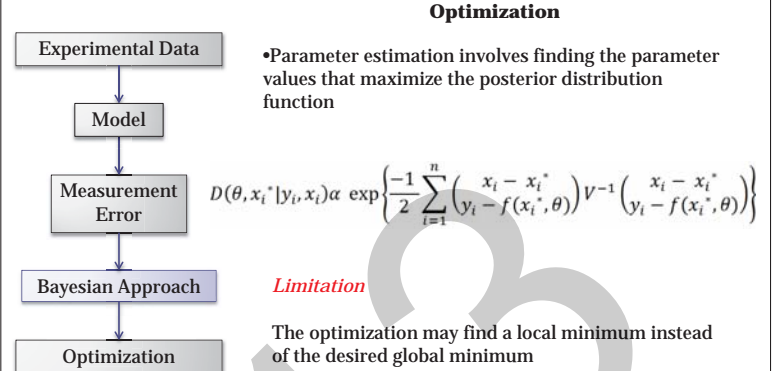 Optimization
Experimental Data
•Parameter estimation involves finding the parameter
values that maximize the posterior distribution
function
Model
Measurement
Error
D(θ, xᵢ*|yᵢ, xᵢ)α exp{-1/2 ∑ᵢ₌₁ⁿ (xᵢ − xᵢ* / yᵢ − f(xᵢ*, θ)) V⁻¹ (xᵢ − xᵢ* / yᵢ − f(xᵢ*, θ))}
Bayesian Approach
Limitation
The optimization may find a local minimum instead
of the desired global minimum
Optimization